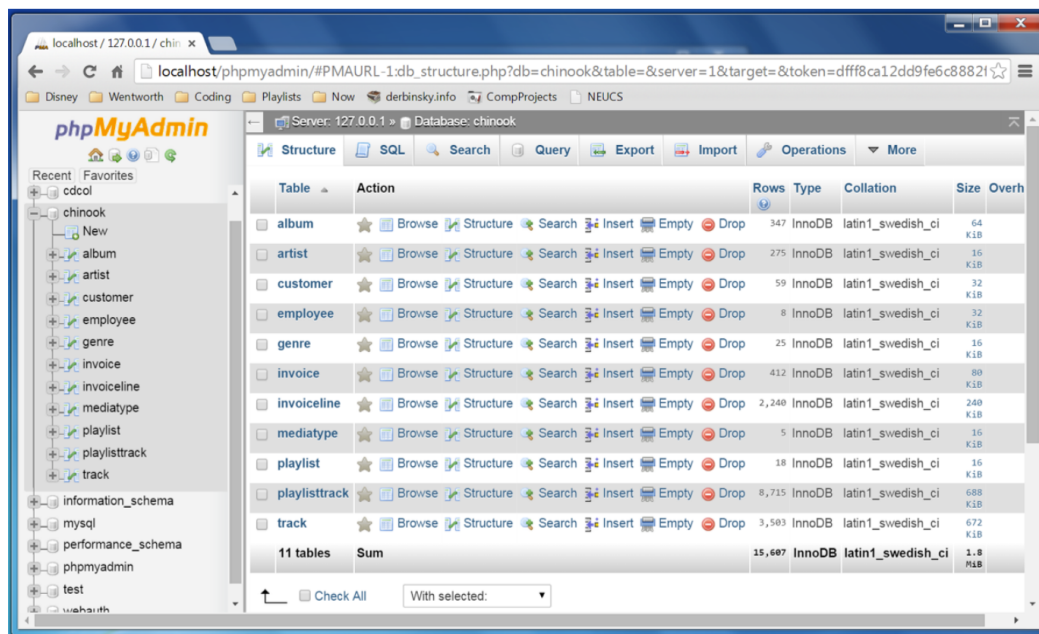 localhost / 127.0.0.1 / chin
localhost/phpmyadmin/#PMAURL-1:db_structure.php?db=chinook&table=&server=1&target=&token=dfff8ca12dd9fe6c8882f
Disney Wentworth Coding Playlists Now derbinsky.info CompProjects NEUCS
phpMyAdmin
Recent Favorites
cdcol
chinook
New
album
artist
customer
employee
genre
invoice
invoiceline
mediatype
playlist
playlisttrack
track
information_schema
mysql
performance_schema
phpmyadmin
test
webauth
Server: 127.0.0.1 » Database: chinook
Structure SQL Search Query Export Import Operations More
Table Action Rows Type Collation Size Overh
album Browse Structure Search Insert Empty Drop 347 InnoDB latin1_swedish_ci 64 KiB
artist Browse Structure Search Insert Empty Drop 275 InnoDB latin1_swedish_ci 16 KiB
customer Browse Structure Search Insert Empty Drop 59 InnoDB latin1_swedish_ci 32 KiB
employee Browse Structure Search Insert Empty Drop 8 InnoDB latin1_swedish_ci 32 KiB
genre Browse Structure Search Insert Empty Drop 25 InnoDB latin1_swedish_ci 16 KiB
invoice Browse Structure Search Insert Empty Drop 412 InnoDB latin1_swedish_ci 80 KiB
invoiceline Browse Structure Search Insert Empty Drop 2,240 InnoDB latin1_swedish_ci 240 KiB
mediatype Browse Structure Search Insert Empty Drop 5 InnoDB latin1_swedish_ci 16 KiB
playlist Browse Structure Search Insert Empty Drop 18 InnoDB latin1_swedish_ci 16 KiB
playlisttrack Browse Structure Search Insert Empty Drop 8,715 InnoDB latin1_swedish_ci 688 KiB
track Browse Structure Search Insert Empty Drop 3,503 InnoDB latin1_swedish_ci 672 KiB
11 tables Sum 15,607 InnoDB latin1_swedish_ci 1.8 MiB
Check All With selected: